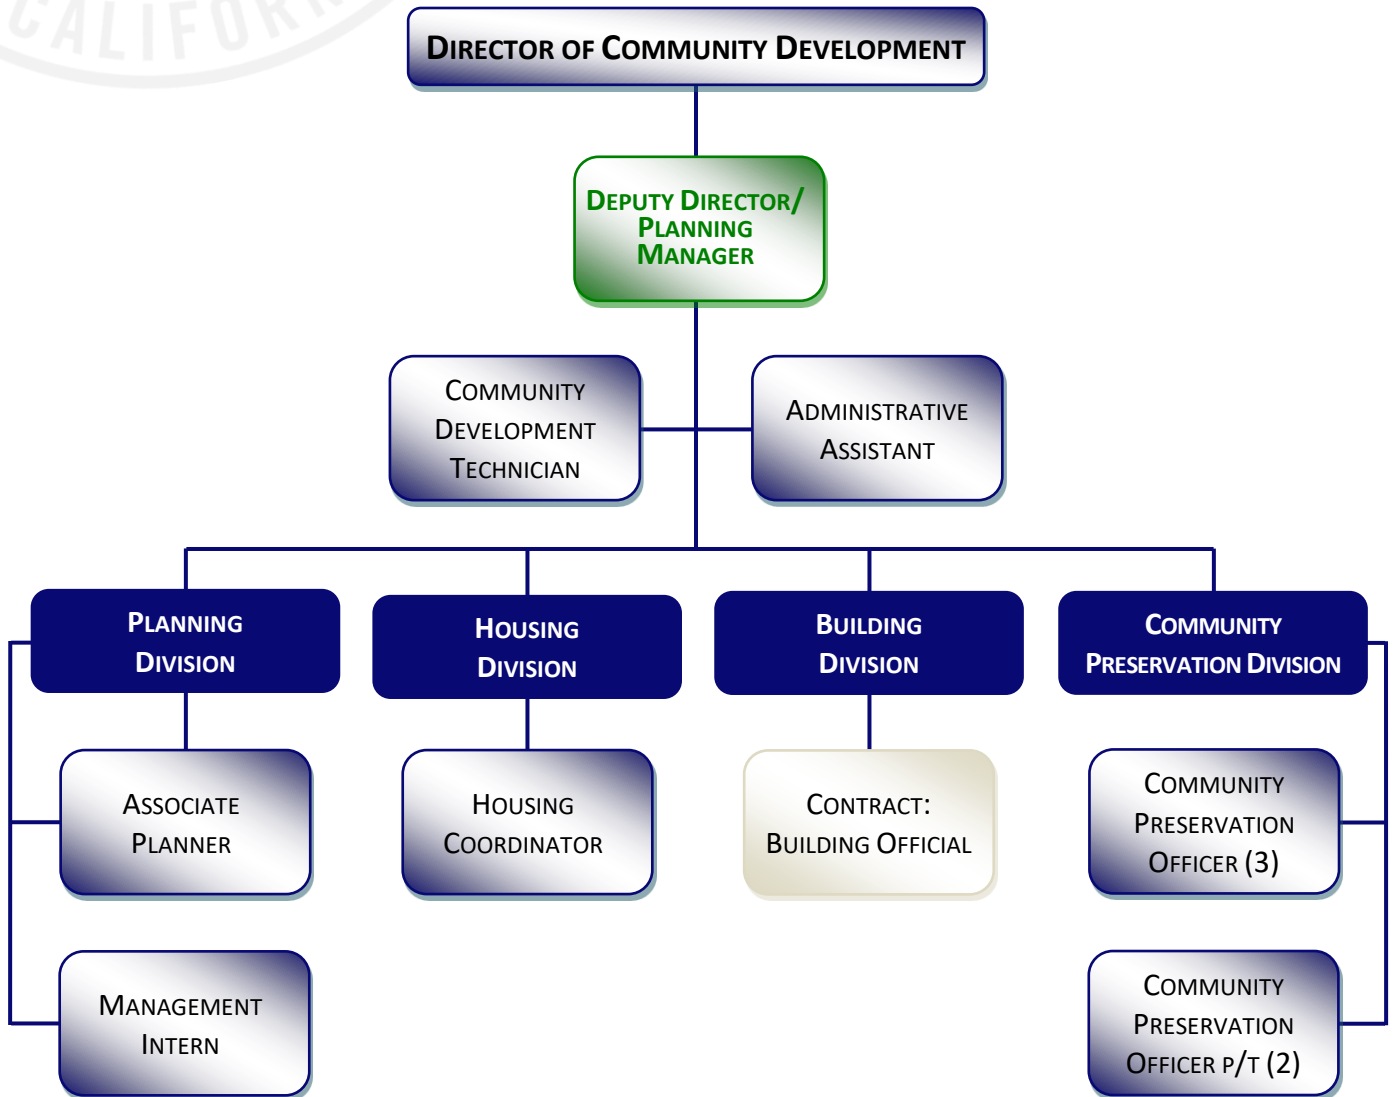 CALIFORN
DIRECTOR OF COMMUNITY DEVELOPMENT
DEPUTY DIRECTOR/
PLANNING
MANAGER
COMMUNITY
DEVELOPMENT
TECHNICIAN
ADMINISTRATIVE
ASSISTANT
PLANNING
DIVISION
HOUSING
DIVISION
BUILDING
DIVISION
COMMUNITY
PRESERVATION DIVISION
ASSOCIATE
PLANNER
HOUSING
COORDINATOR
CONTRACT:
BUILDING OFFICIAL
COMMUNITY
PRESERVATION
OFFICER (3)
MANAGEMENT
INTERN
COMMUNITY
PRESERVATION
OFFICER P/T (2)